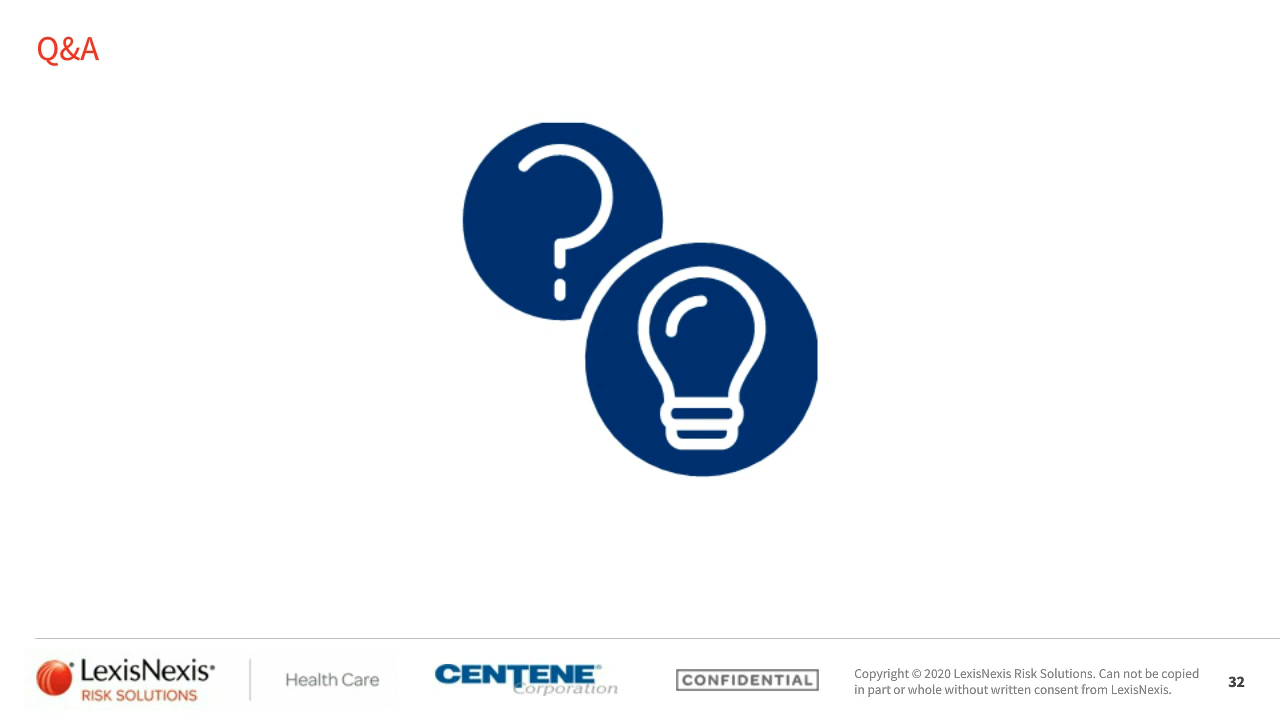 Q&A
?
LexisNexis®
RISK SOLUTIONS
Health Care
CENTENE®
Corporation
CONFIDENTIAL
Copyright © 2020 LexisNexis Risk Solutions. Can not be copied
in part or whole without written consent from LexisNexis.
32